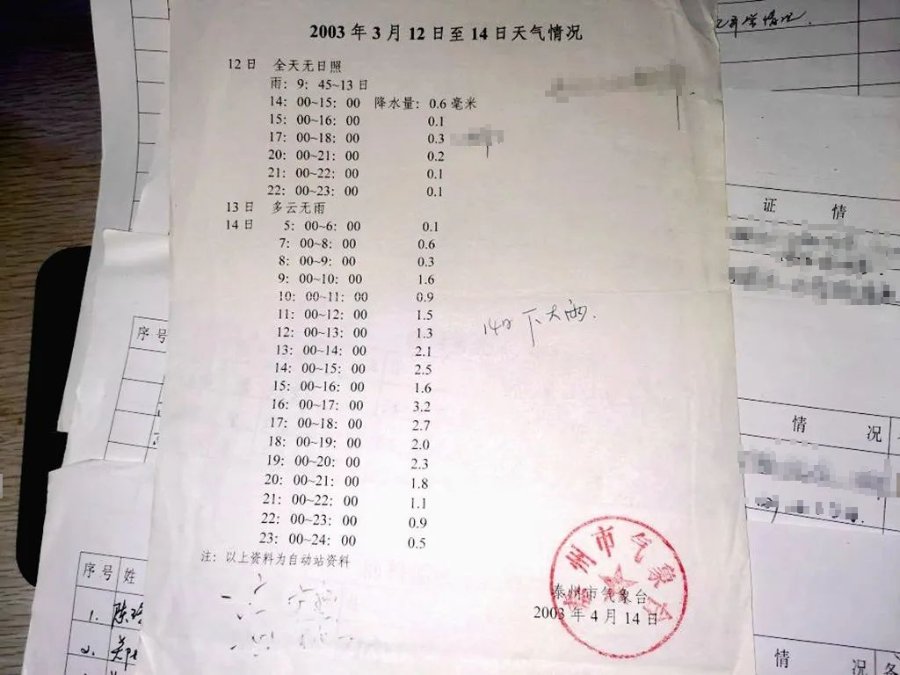 2003 年 3 月 12 日至 14 日天气情况
12 日 全天无日照
雨: 9: 45~13 日
14: 00~15: 00 降水量: 0.6 毫米
15: 00~16: 00 0.1
17: 00~18: 00 0.3
20: 00~21: 00 0.2
21: 00~22: 00 0.1
22: 00~23: 00 0.1
13 日 多云无雨
14 日 5: 00~6: 00 0.1
7: 00~8: 00 0.6
8: 00~9: 00 0.3
9: 00~10: 00 1.6
10: 00~11: 00 0.9
11: 00~12: 00 1.5
12: 00~13: 00 1.3
13: 00~14: 00 2.1
14: 00~15: 00 2.5
15: 00~16: 00 1.6
16: 00~17: 00 3.2
17: 00~18: 00 2.7
18: 00~19: 00 2.0
19: 00~20: 00 2.3
20: 00~21: 00 1.8
21: 00~22: 00 1.1
22: 00~23: 00 0.9
23: 00~24: 00 0.5
注: 以上资料为自动站资料
14日下大雨.
泰州市气象台
2003 年 4 月 14 日
泰州市气象台
序号
序号 姓
1.
2.
证 情
情 况
情 况 各